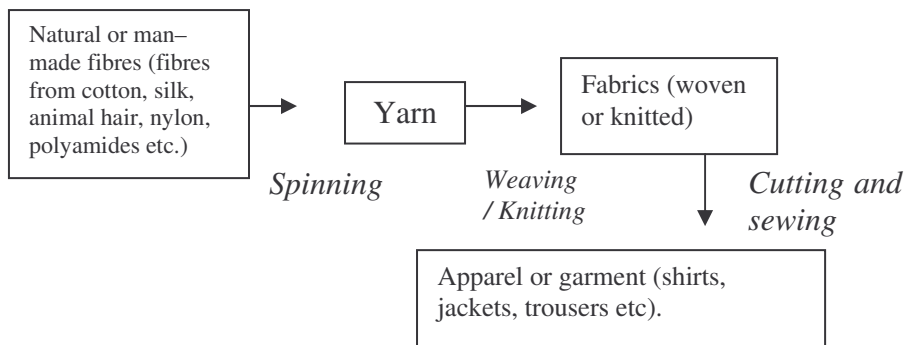 Natural or man–
made fibres (fibres
from cotton, silk,
animal hair, nylon,
polyamides etc.)
Yarn
Fabrics (woven
or knitted)
Spinning
Weaving
/ Knitting
Cutting and
sewing
Apparel or garment (shirts,
jackets, trousers etc).